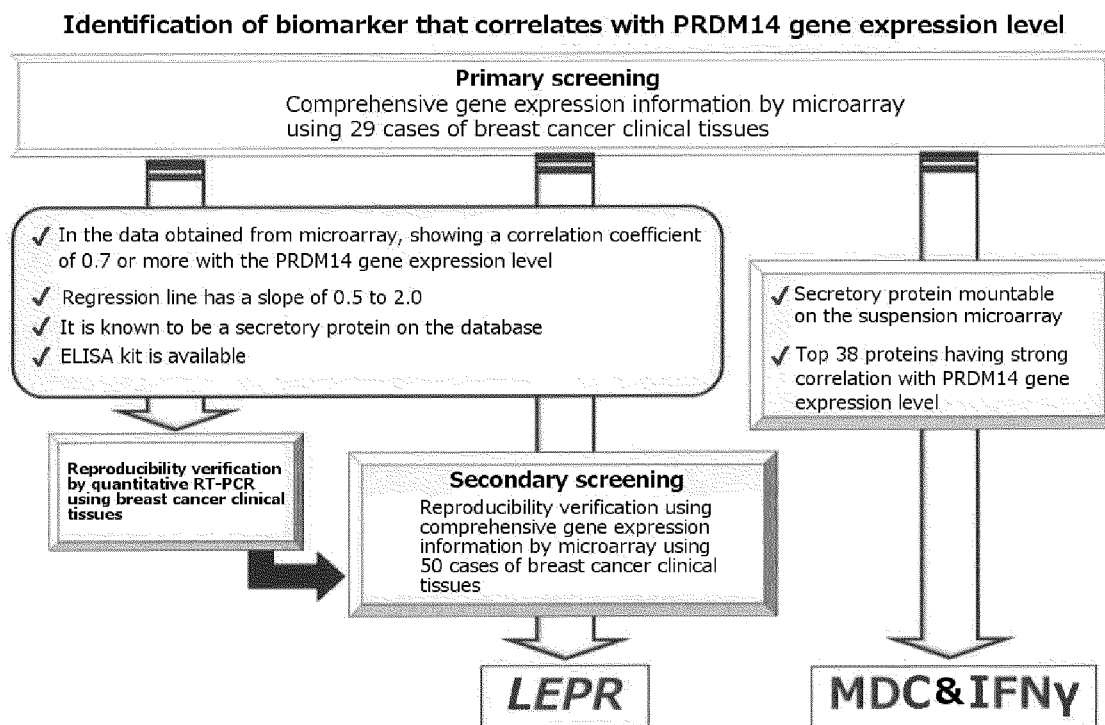 Identification of biomarker that correlates with PRDM14 gene expression level
Primary screening
Comprehensive gene expression information by microarray
using 29 cases of breast cancer clinical tissues
✓ In the data obtained from microarray, showing a correlation coefficient
of 0.7 or more with the PRDM14 gene expression level
✓ Regression line has a slope of 0.5 to 2.0
✓ It is known to be a secretory protein on the database
✓ ELISA kit is available
✓ Secretory protein mountable
on the suspension microarray
✓ Top 38 proteins having strong
correlation with PRDM14 gene
expression level
Reproducibility verification
by quantitative RT-PCR
using breast cancer clinical
tissues
Secondary screening
Reproducibility verification using
comprehensive gene expression
information by microarray using
50 cases of breast cancer clinical
tissues
LEPR
MDC&IFNγ